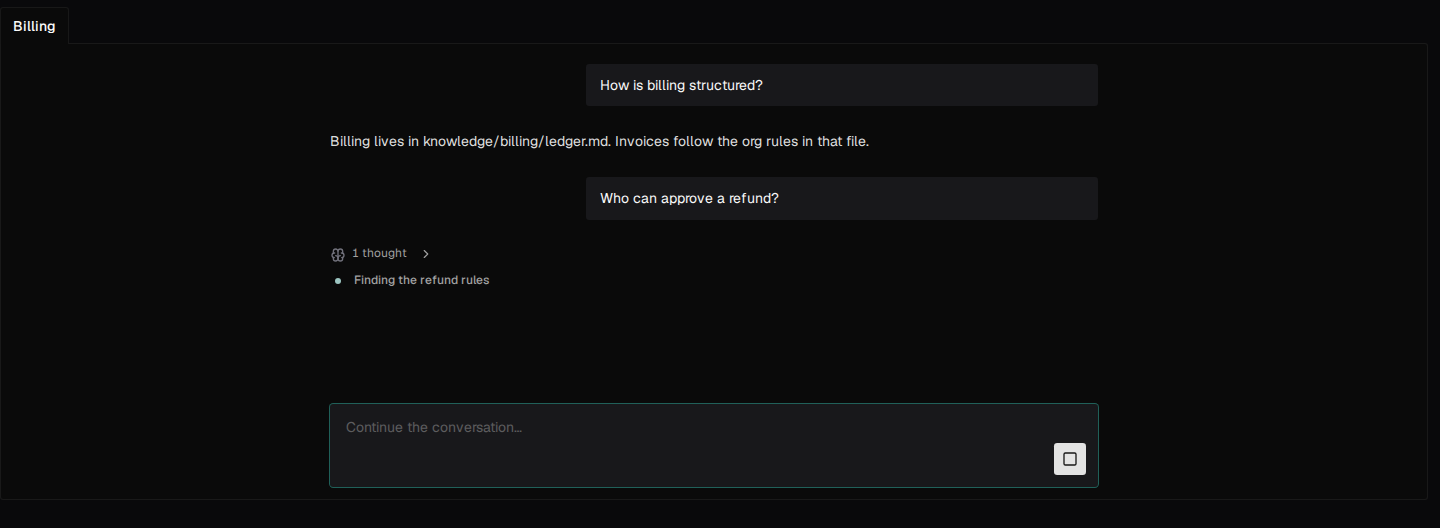 Billing
How is billing structured?
Billing lives in knowledge/billing/ledger.md. Invoices follow the org rules in that file.
Who can approve a refund?
1 thought
Finding the refund rules
Continue the conversation…